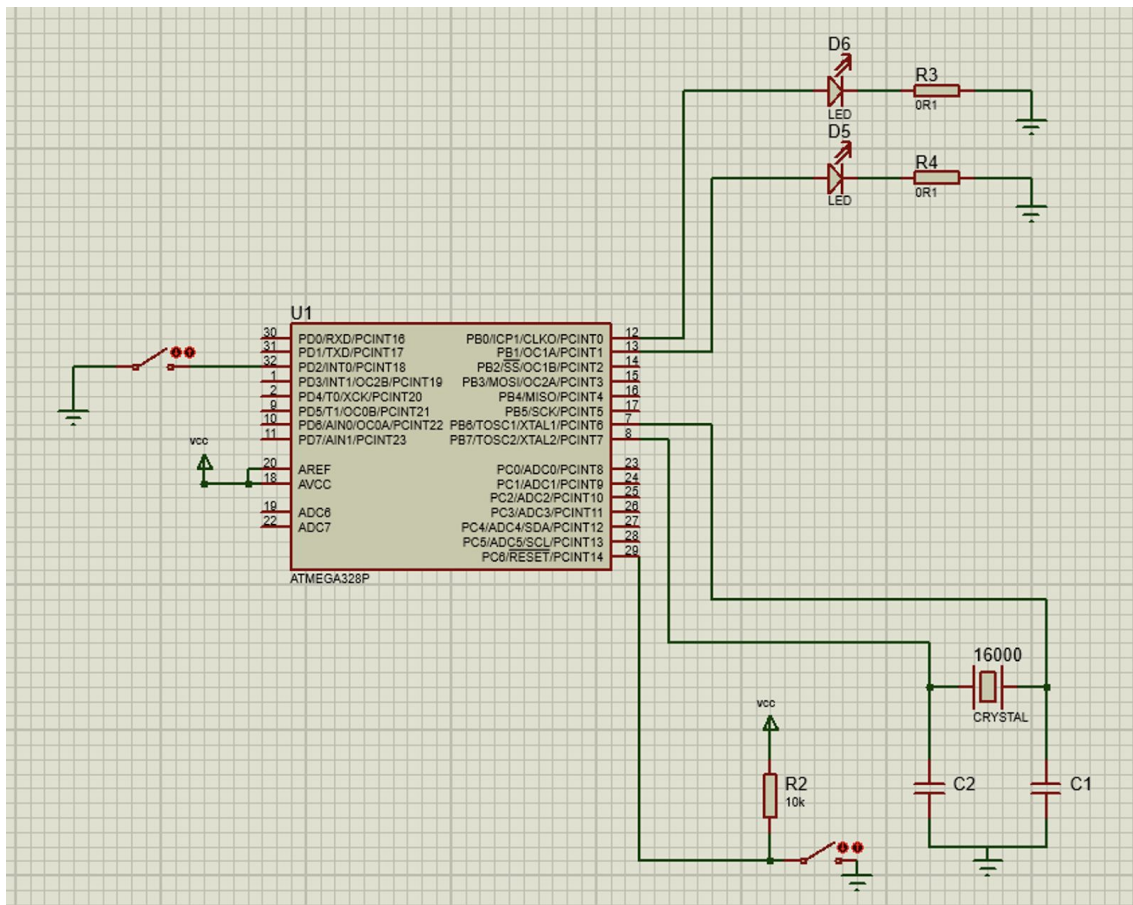 D6
LED
R3
0R1
D5
LED
R4
0R1
U1
30 PD0/RXD/PCINT16 PB0/ICP1/CLKO/PCINT0 12
31 PD1/TXD/PCINT17 PB1/OC1A/PCINT1 13
32 PD2/INT0/PCINT18 PB2/SS/OC1B/PCINT2 14
1 PD3/INT1/OC2B/PCINT19 PB3/MOSI/OC2A/PCINT3 15
2 PD4/T0/XCK/PCINT20 PB4/MISO/PCINT4 16
9 PD5/T1/OC0B/PCINT21 PB5/SCK/PCINT5 17
10 PD6/AIN0/OC0A/PCINT22 PB6/TOSC1/XTAL1/PCINT6 7
11 PD7/AIN1/PCINT23 PB7/TOSC2/XTAL2/PCINT7 8
vcc
20 AREF PC0/ADC0/PCINT8 23
18 AVCC PC1/ADC1/PCINT9 24
PC2/ADC2/PCINT10 25
19 ADC6 PC3/ADC3/PCINT11 26
22 ADC7 PC4/ADC4/SDA/PCINT12 27
PC5/ADC5/SCL/PCINT13 28
PC6/RESET/PCINT14 29
ATMEGA328P
16000
CRYSTAL
vcc
R2
10k
C2
C1